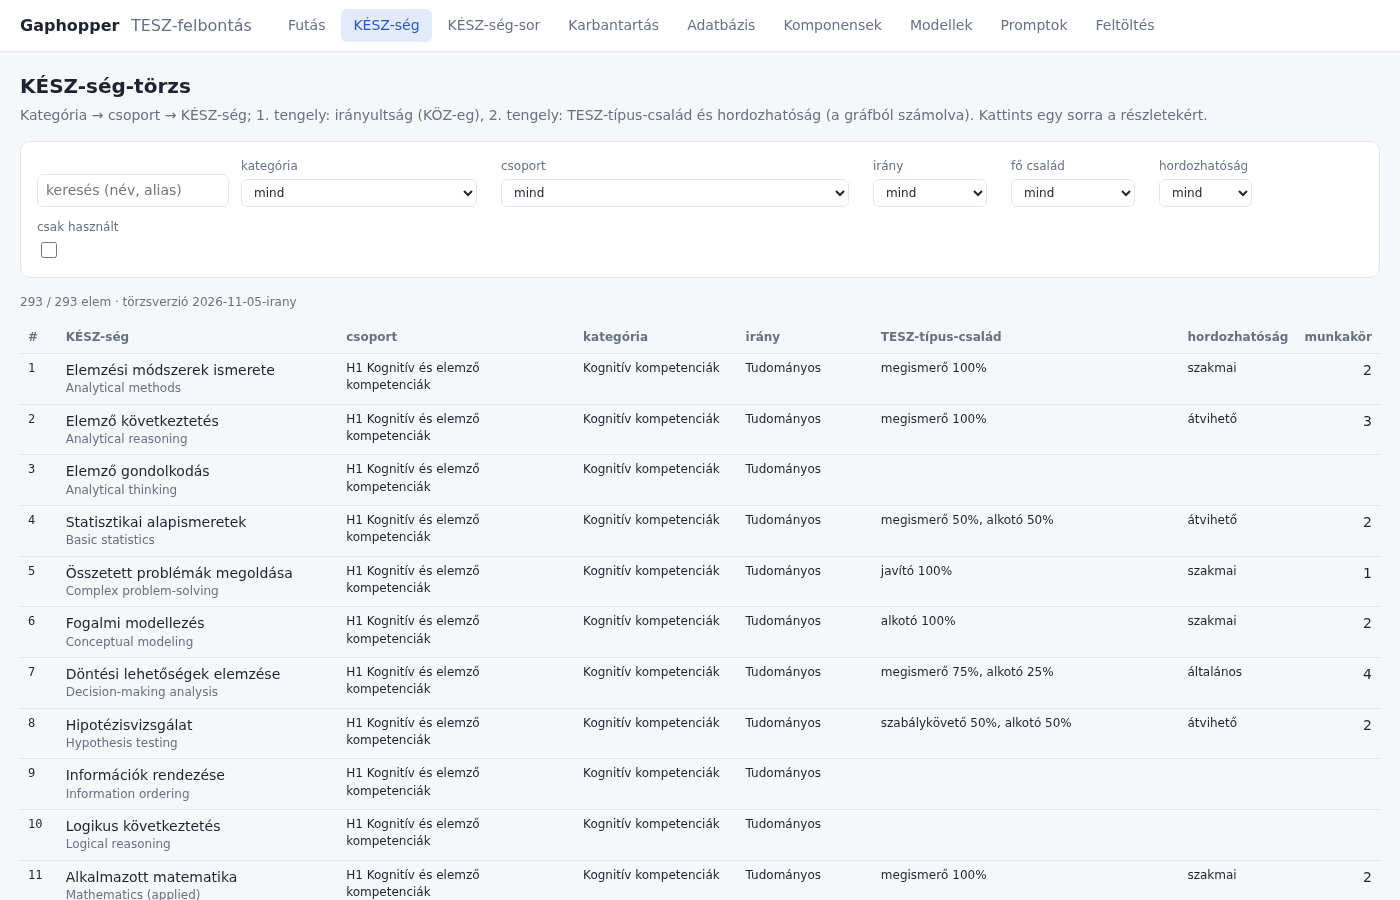 Gaphopper TESZ-felbontás Futás KÉSZ-ség KÉSZ-ség-sor Karbantartás Adatbázis Komponensek Modellek Promptok Feltöltés
KÉSZ-ség-törzs
Kategória → csoport → KÉSZ-ség; 1. tengely: irányultság (KÖZ-eg), 2. tengely: TESZ-típus-család és hordozhatóság (a gráfból számolva). Kattints egy sorra a részletekért.
kategória csoport irány fő család hordozhatóság
keresés (név, alias) mind mind mind mind mind
csak használt
293 / 293 elem · törzsverzió 2026-11-05-irany
# KÉSZ-ség csoport kategória irány TESZ-típus-család hordozhatóság munkakör
1 Elemzési módszerek ismerete H1 Kognitív és elemző Kognitív kompetenciák Tudományos megismerő 100% szakmai 2
Analytical methods kompetenciák
2 Elemző következtetés H1 Kognitív és elemző Kognitív kompetenciák Tudományos megismerő 100% átvihető 3
Analytical reasoning kompetenciák
3 Elemző gondolkodás H1 Kognitív és elemző Kognitív kompetenciák Tudományos
Analytical thinking kompetenciák
4 Statisztikai alapismeretek H1 Kognitív és elemző Kognitív kompetenciák Tudományos megismerő 50%, alkotó 50% átvihető 2
Basic statistics kompetenciák
5 Összetett problémák megoldása H1 Kognitív és elemző Kognitív kompetenciák Tudományos javító 100% szakmai 1
Complex problem-solving kompetenciák
6 Fogalmi modellezés H1 Kognitív és elemző Kognitív kompetenciák Tudományos alkotó 100% szakmai 2
Conceptual modeling kompetenciák
7 Döntési lehetőségek elemzése H1 Kognitív és elemző Kognitív kompetenciák Tudományos megismerő 75%, alkotó 25% általános 4
Decision-making analysis kompetenciák
8 Hipotézisvizsgálat H1 Kognitív és elemző Kognitív kompetenciák Tudományos szabálykövető 50%, alkotó 50% átvihető 2
Hypothesis testing kompetenciák
9 Információk rendezése H1 Kognitív és elemző Kognitív kompetenciák Tudományos
Information ordering kompetenciák
10 Logikus következtetés H1 Kognitív és elemző Kognitív kompetenciák Tudományos
Logical reasoning kompetenciák
11 Alkalmazott matematika H1 Kognitív és elemző Kognitív kompetenciák Tudományos megismerő 100% szakmai 2
Mathematics (applied) kompetenciák